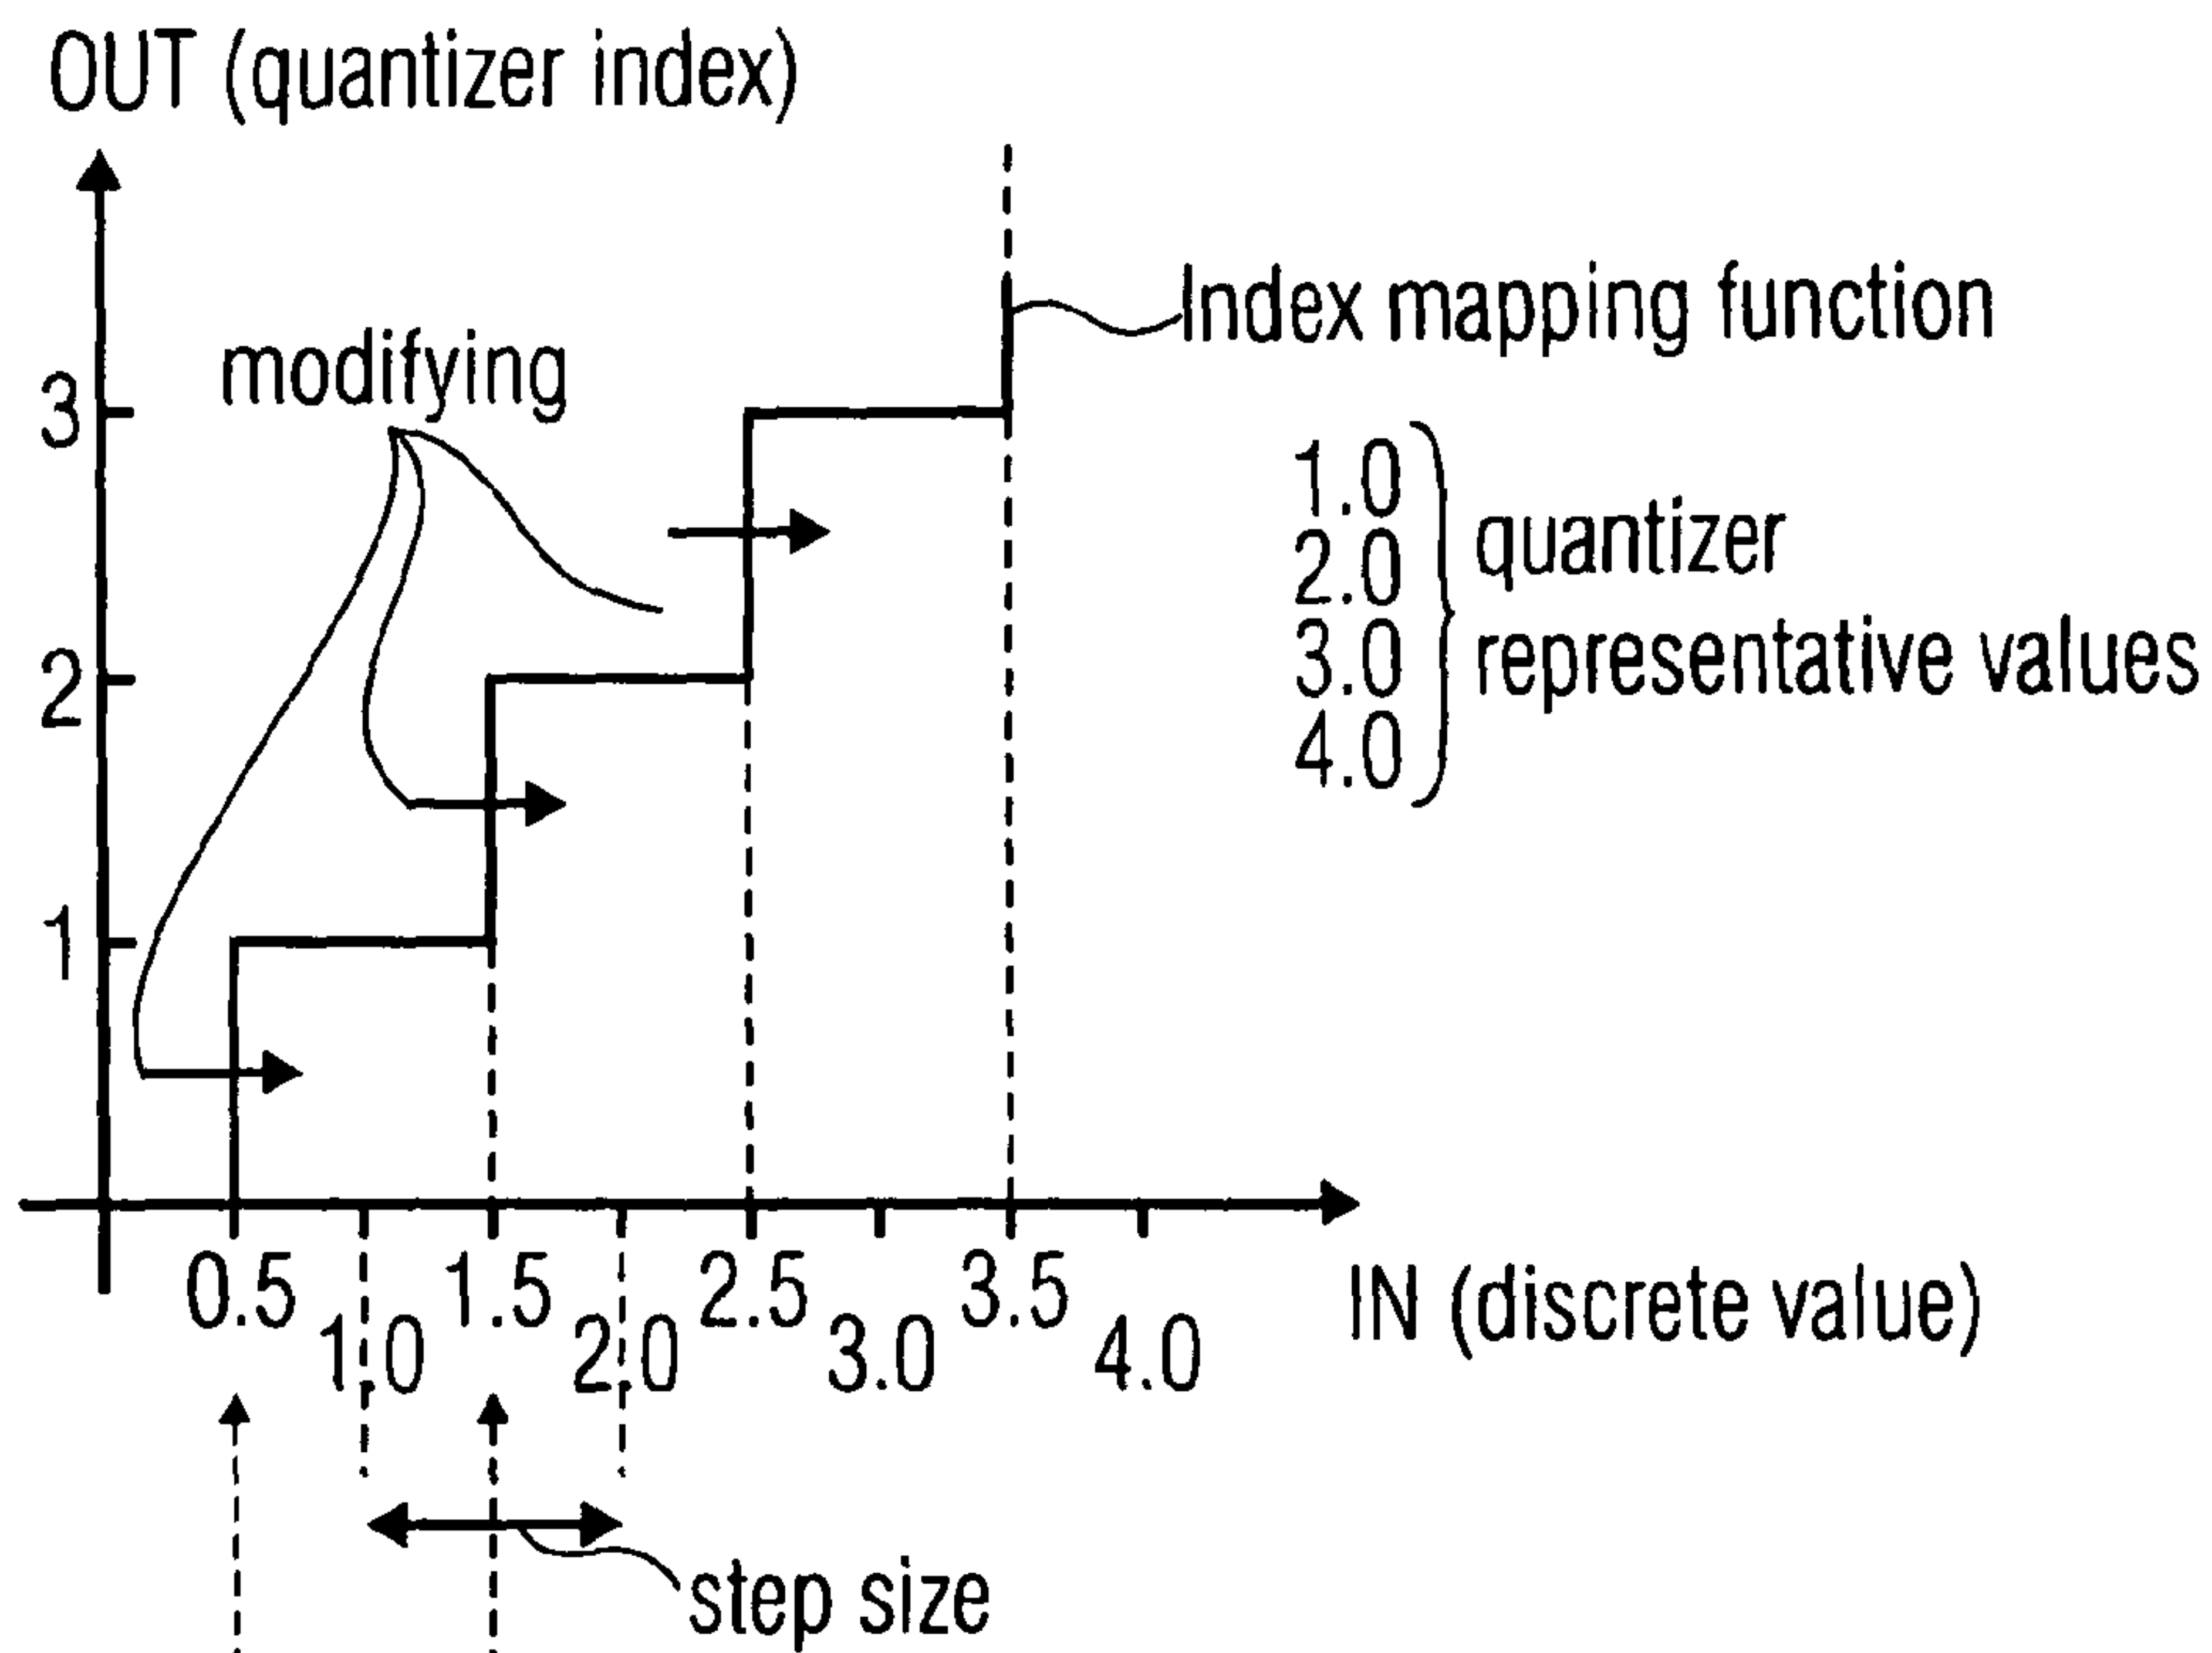 OUT (quantizer index)
Index mapping function
modifying
3
2
1
1.0
2.0
3.0
4.0
quantizer
representative values
0.5
1.0
1.5
2.0
2.5
3.0
3.5
4.0
IN (discrete value)
step size